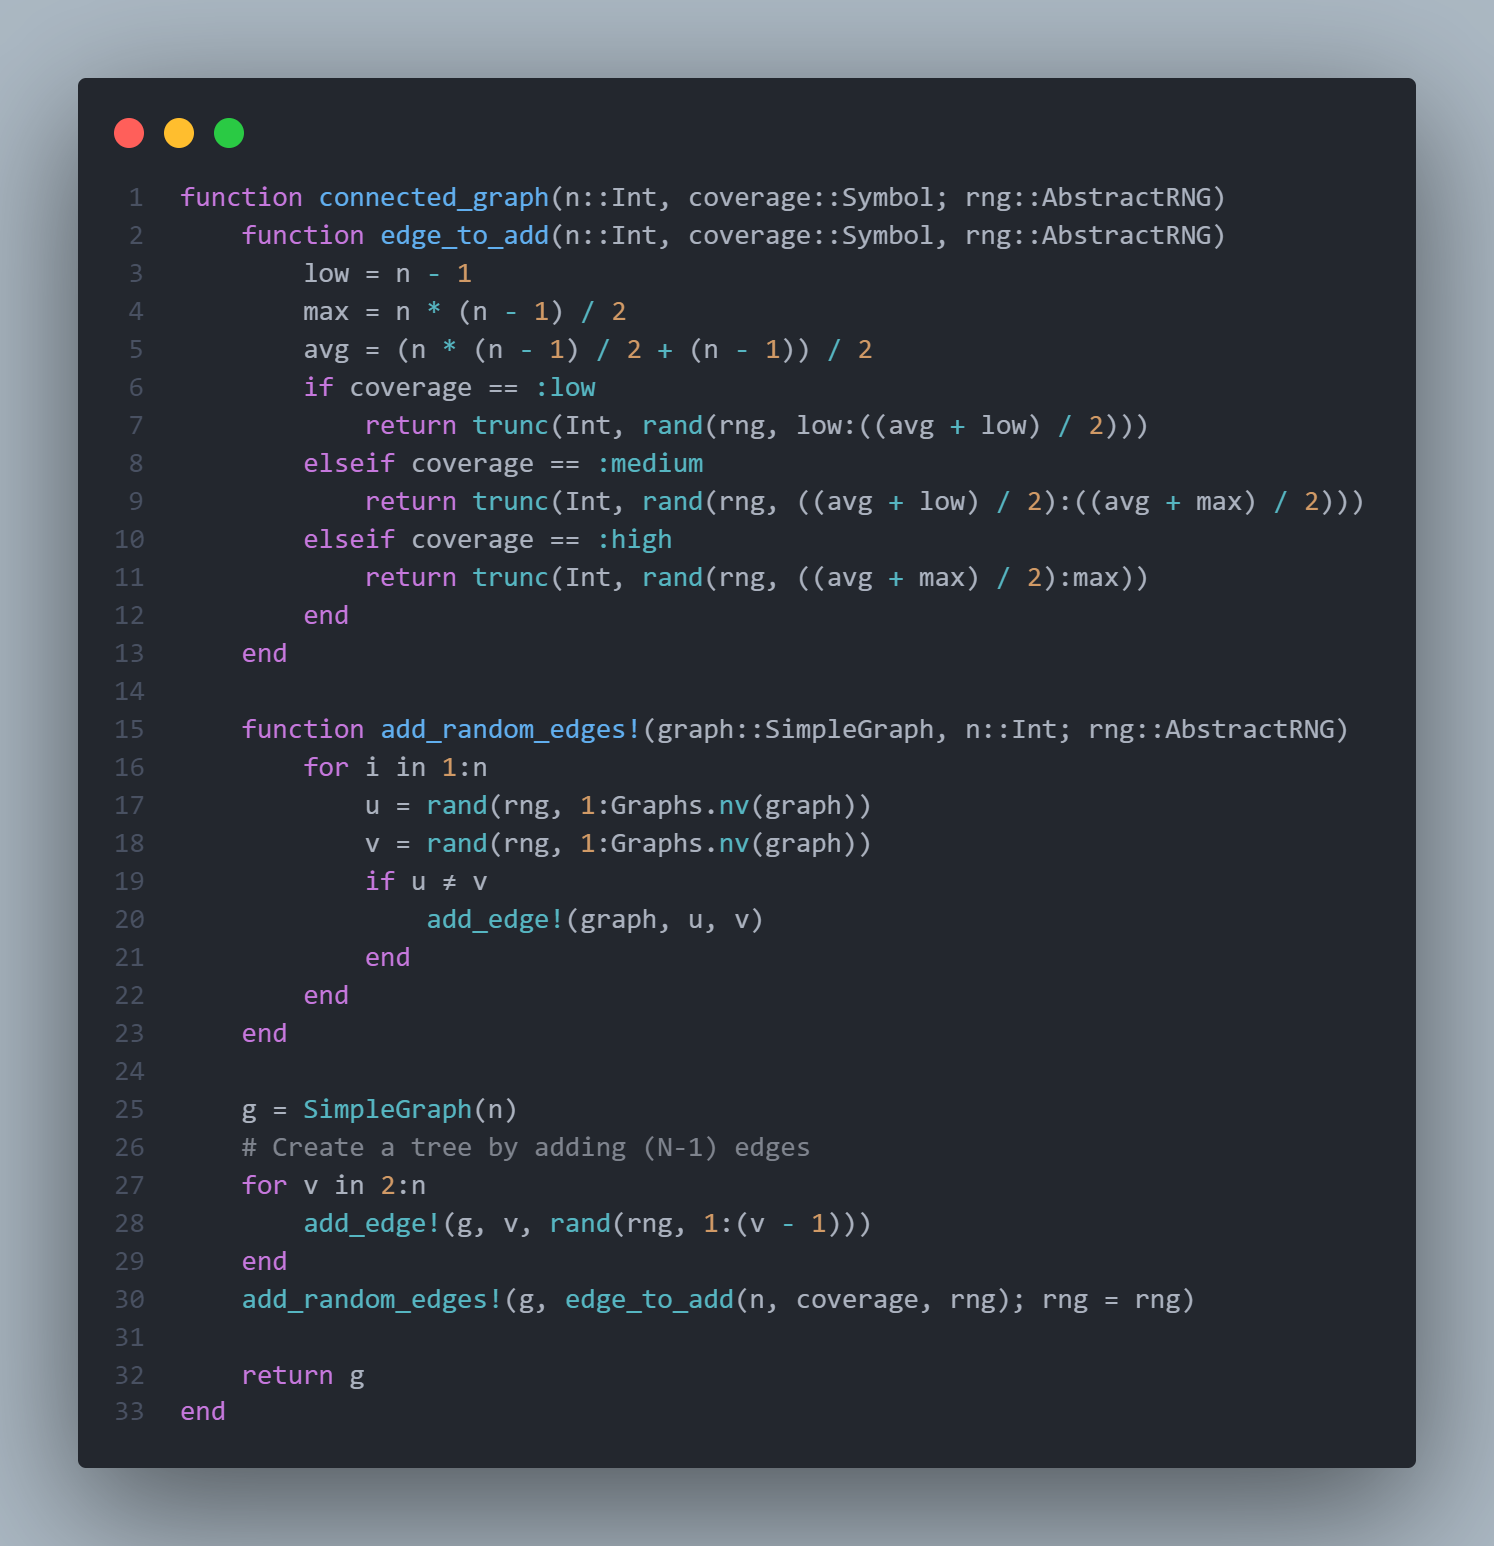 1 function connected_graph(n::Int, coverage::Symbol; rng::AbstractRNG)
2     function edge_to_add(n::Int, coverage::Symbol, rng::AbstractRNG)
3         low = n - 1
4         max = n * (n - 1) / 2
5         avg = (n * (n - 1) / 2 + (n - 1)) / 2
6         if coverage == :low
7             return trunc(Int, rand(rng, low:((avg + low) / 2)))
8         elseif coverage == :medium
9             return trunc(Int, rand(rng, ((avg + low) / 2):((avg + max) / 2)))
10         elseif coverage == :high
11             return trunc(Int, rand(rng, ((avg + max) / 2):max))
12         end
13     end
14
15     function add_random_edges!(graph::SimpleGraph, n::Int; rng::AbstractRNG)
16         for i in 1:n
17             u = rand(rng, 1:Graphs.nv(graph))
18             v = rand(rng, 1:Graphs.nv(graph))
19             if u ≠ v
20                 add_edge!(graph, u, v)
21             end
22         end
23     end
24
25     g = SimpleGraph(n)
26     # Create a tree by adding (N-1) edges
27     for v in 2:n
28         add_edge!(g, v, rand(rng, 1:(v - 1)))
29     end
30     add_random_edges!(g, edge_to_add(n, coverage, rng); rng = rng)
31
32     return g
33 end